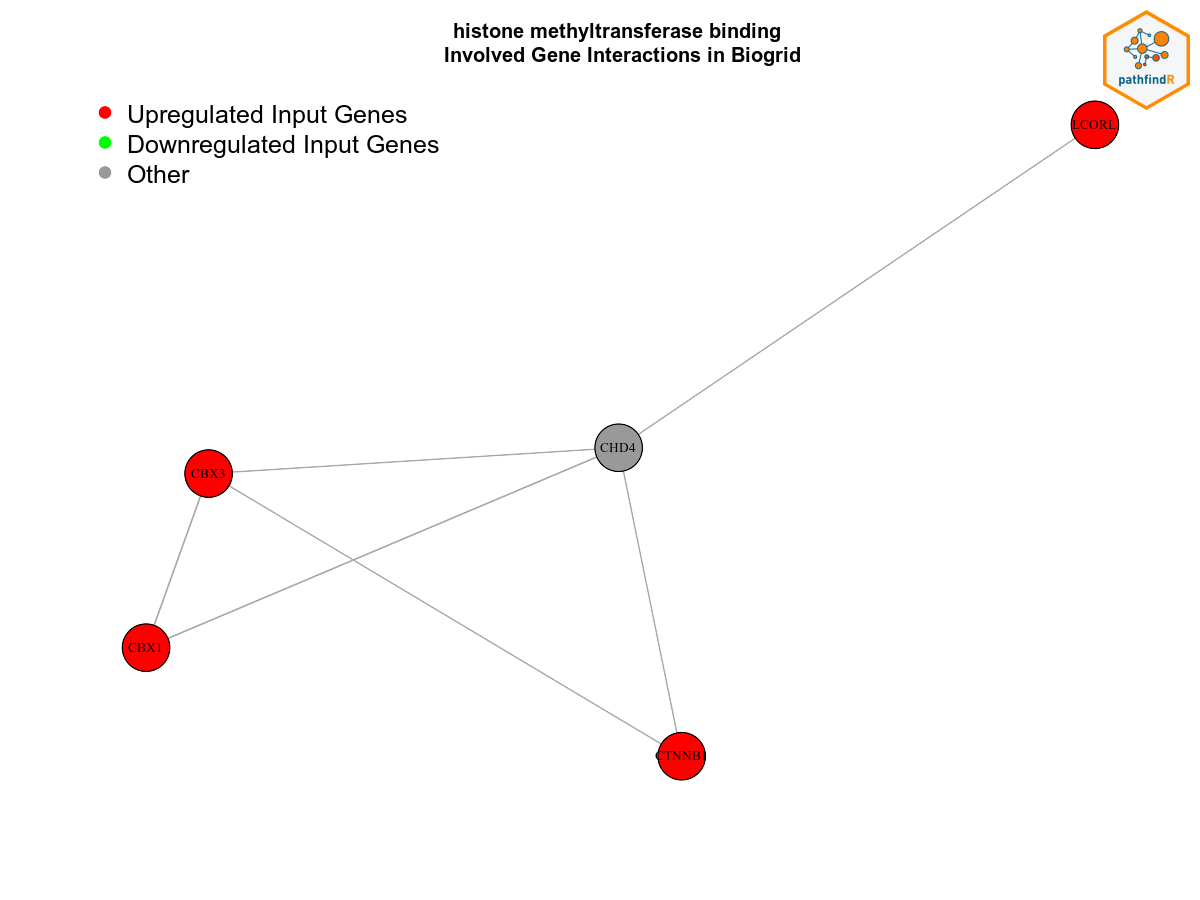 histone methyltransferase binding
Involved Gene Interactions in Biogrid
pathfindR
Upregulated Input Genes
Downregulated Input Genes
Other
LCORL
CHD4
CBX3
CBX1
CTNNB1